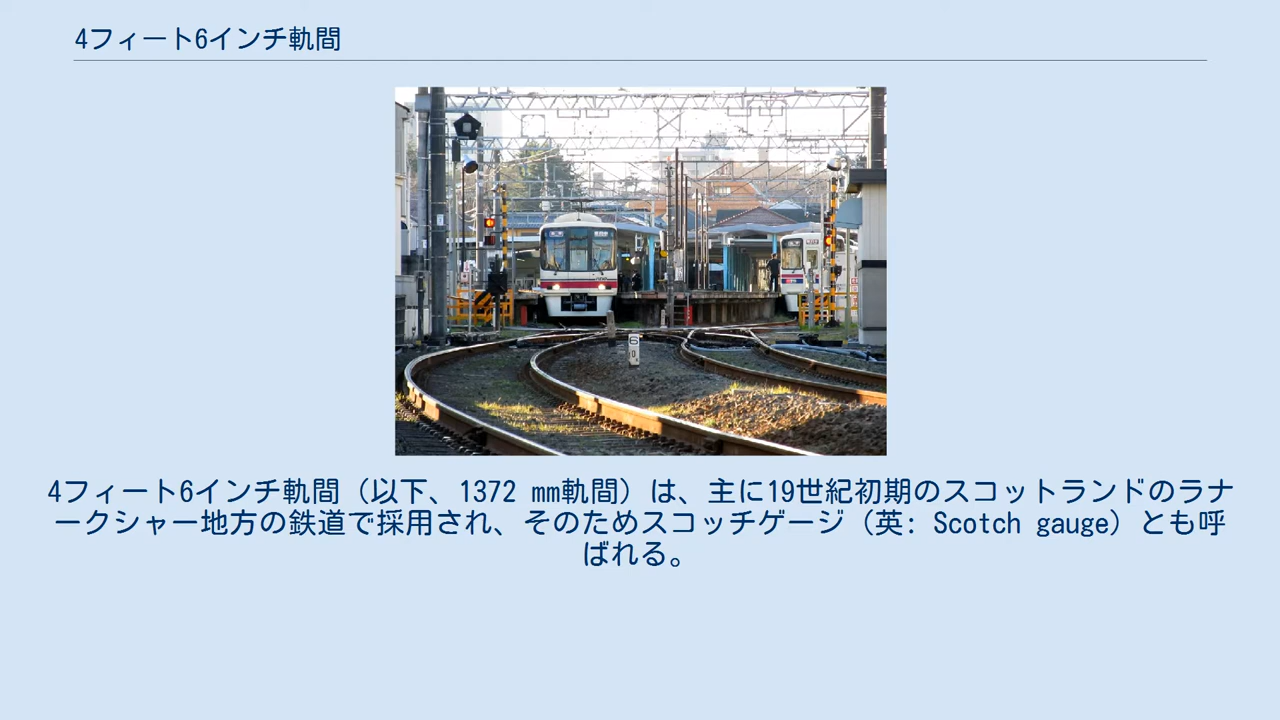 4フィート6インチ軌間
6
4フィート6インチ軌間（以下、1372 mm軌間）は、主に19世紀初期のスコットランドのラナ
ークシャー地方の鉄道で採用され、そのためスコッチゲージ（英: Scotch gauge）とも呼
ばれる。